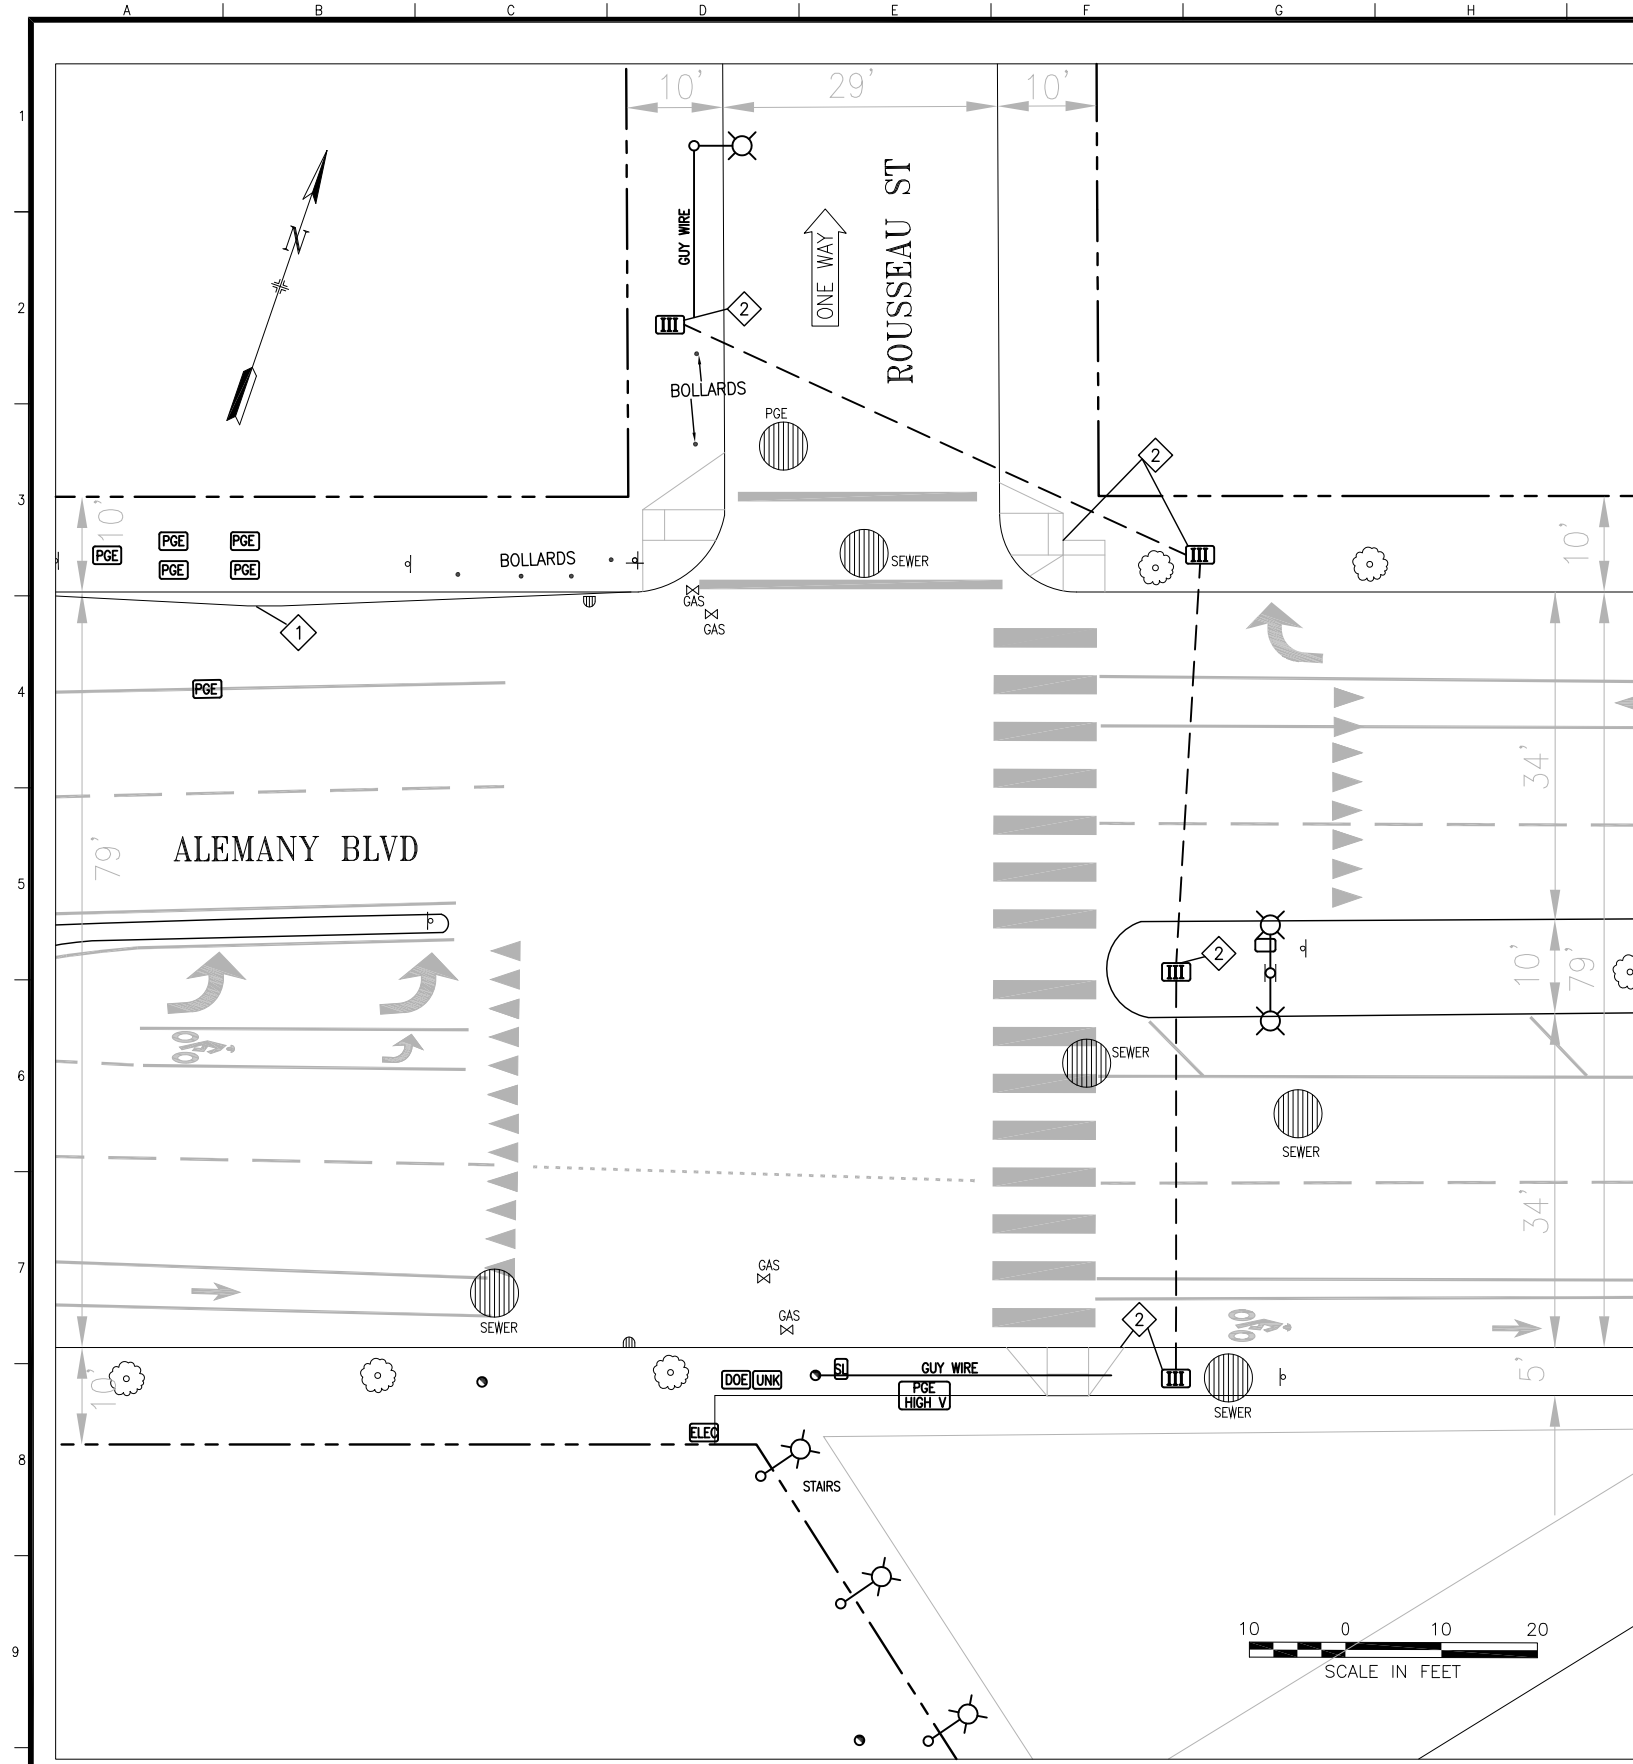 A B C D E F G H
1
10' 29' 10'
ROUSSEAU ST
ONE WAY
GUY WIRE
N
2
III
2
BOLLARDS
PGE
2
3
10'
PGE
PGE
PGE
PGE
PGE
BOLLARDS
SEWER
III
10'
GAS
GAS
1
4
PGE
34'
ALEMANY BLVD
79'
5
2
III
10'
79'
SEWER
6
SEWER
34'
GAS
7
GAS
SEWER
2
10'
DOE
UNK
SL
GUY WIRE
PGE
HIGH V
III
SEWER
5'
ELEC
8
STAIRS
9
10 0 10 20
SCALE IN FEET